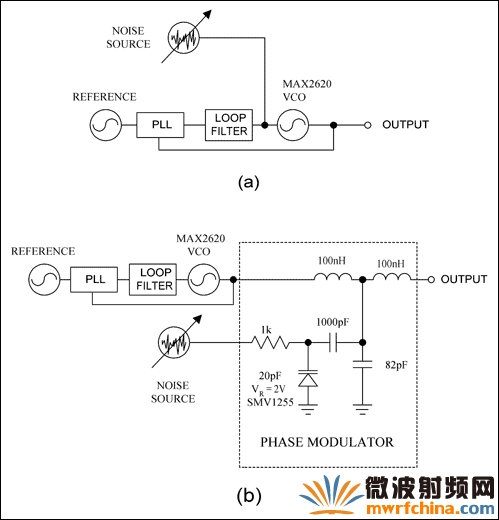 NOISE
SOURCE
REFERENCE
PLL
LOOP
FILTER
MAX2620
VCO
OUTPUT
(a)
REFERENCE
PLL
LOOP
FILTER
MAX2620
VCO
100nH
100nH
OUTPUT
NOISE
SOURCE
1k
1000pF
20pF
VR = 2V
SMV1255
82pF
PHASE MODULATOR
(b)
微波射频网
mwrfchina.com